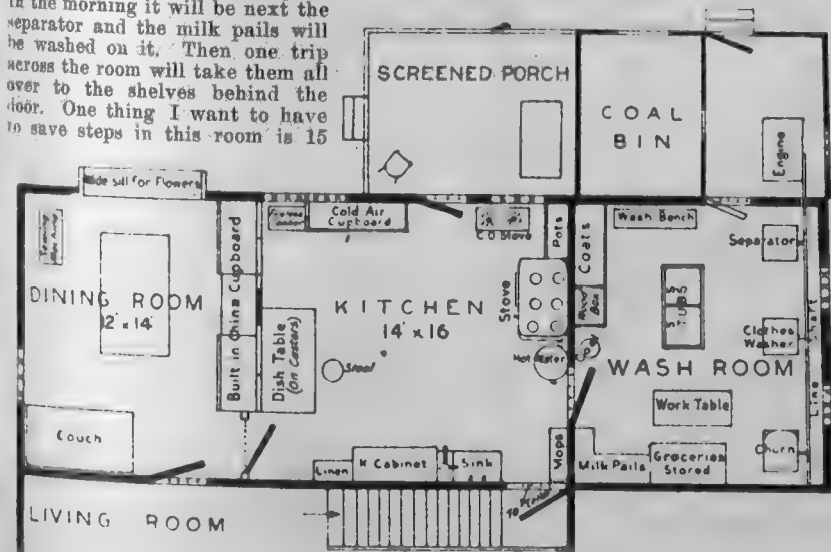 in the morning it will be next the
separator and the milk pails will
be washed on it. Then one trip
across the room will take them all
over to the shelves behind the
door. One thing I want to have
to save steps in this room is 15
SCREENED PORCH
COAL
BIN
Engine
Wide sill for Flowers
Cold Air
Cupboard
C.O. Stove
Pots
Coats
Wash Bench
Separator
DINING ROOM
12' x 14'
Built in China Cupboard
Dish Table
(On Casters)
KITCHEN
14' x 16
Stool
Stove
Hot Water
Wood
Box
TUBS
Clothes
Washer
Line Shaft
WASH ROOM
Work Table
Couch
Linen
K Cabinet
Sink
Mops
Milk Pails
Groceries
Stored
Churn
LIVING ROOM